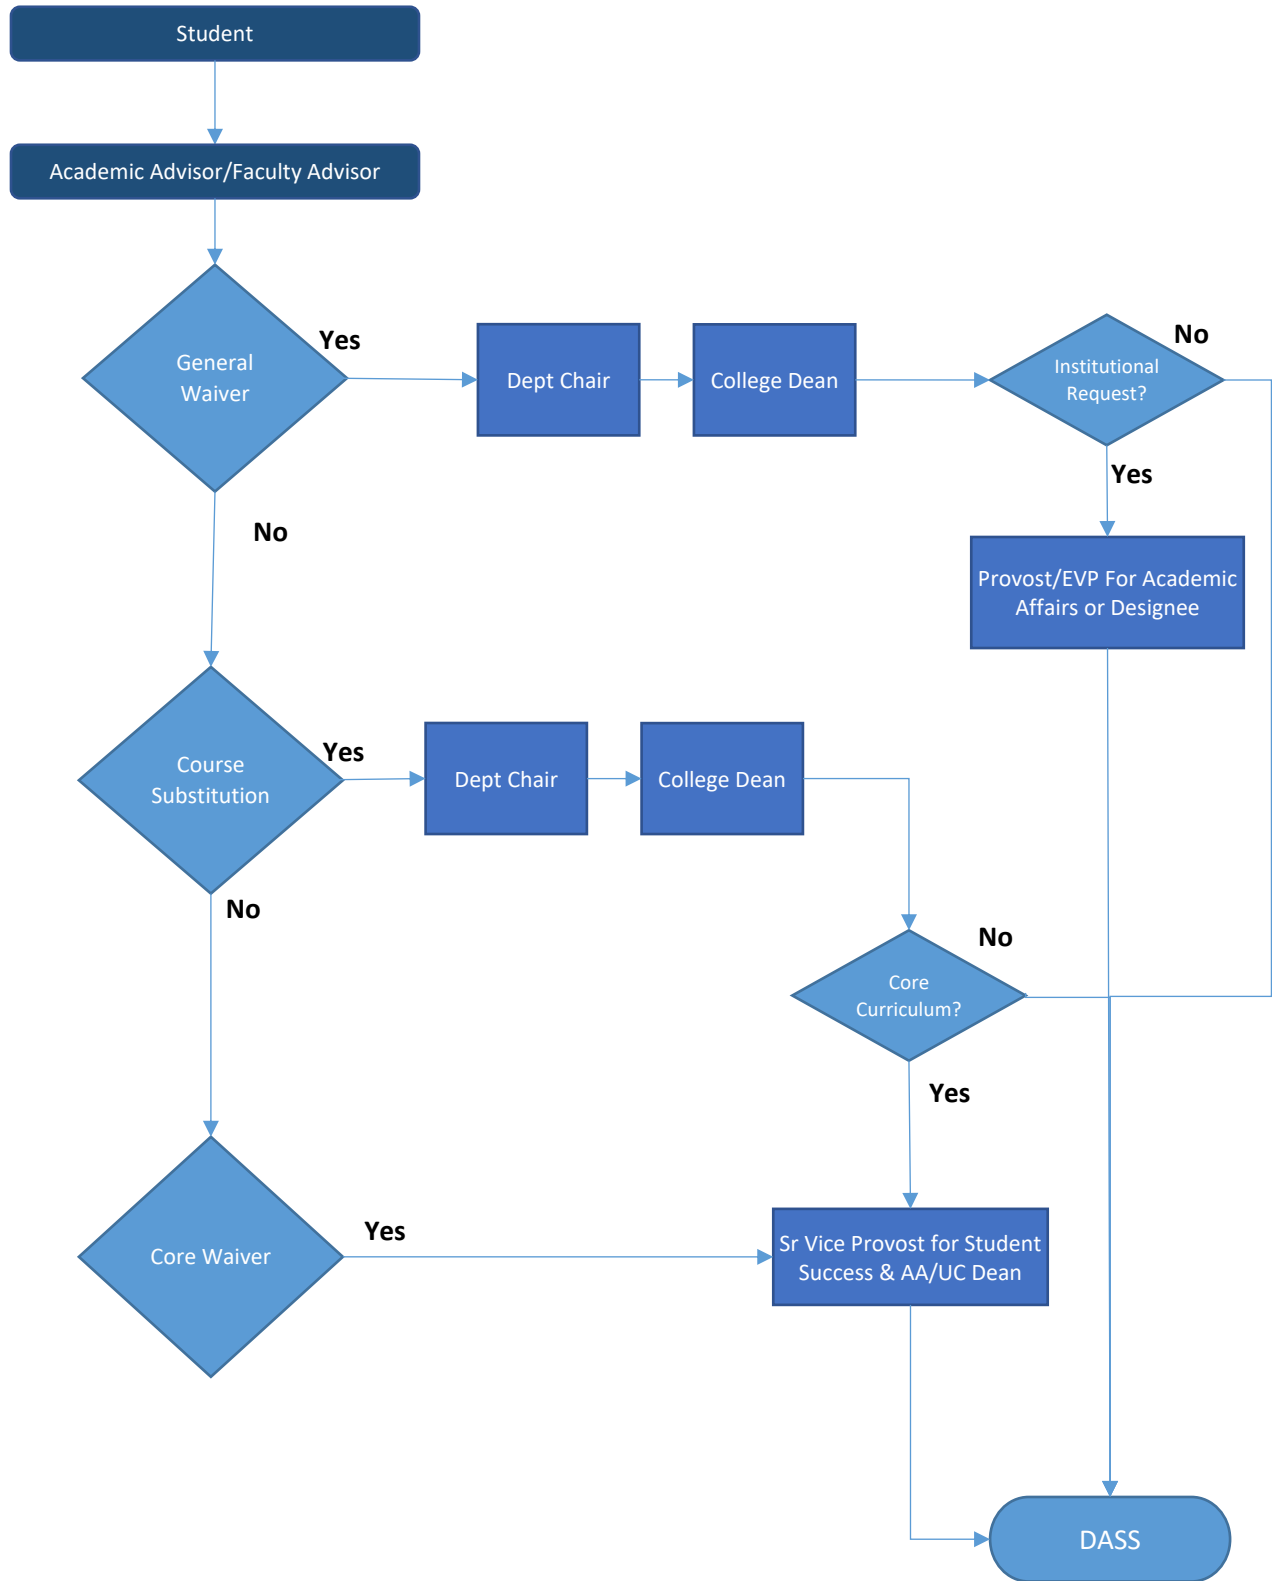 Student
Academic Advisor/Faculty Advisor
General
Waiver
Yes
Dept Chair
College Dean
Institutional
Request?
No
Yes
No
Provost/EVP For Academic
Affairs or Designee
Course
Substitution
Yes
Dept Chair
College Dean
No
Core
Curriculum?
No
Yes
Core Waiver
Yes
Sr Vice Provost for Student
Success & AA/UC Dean
DASS